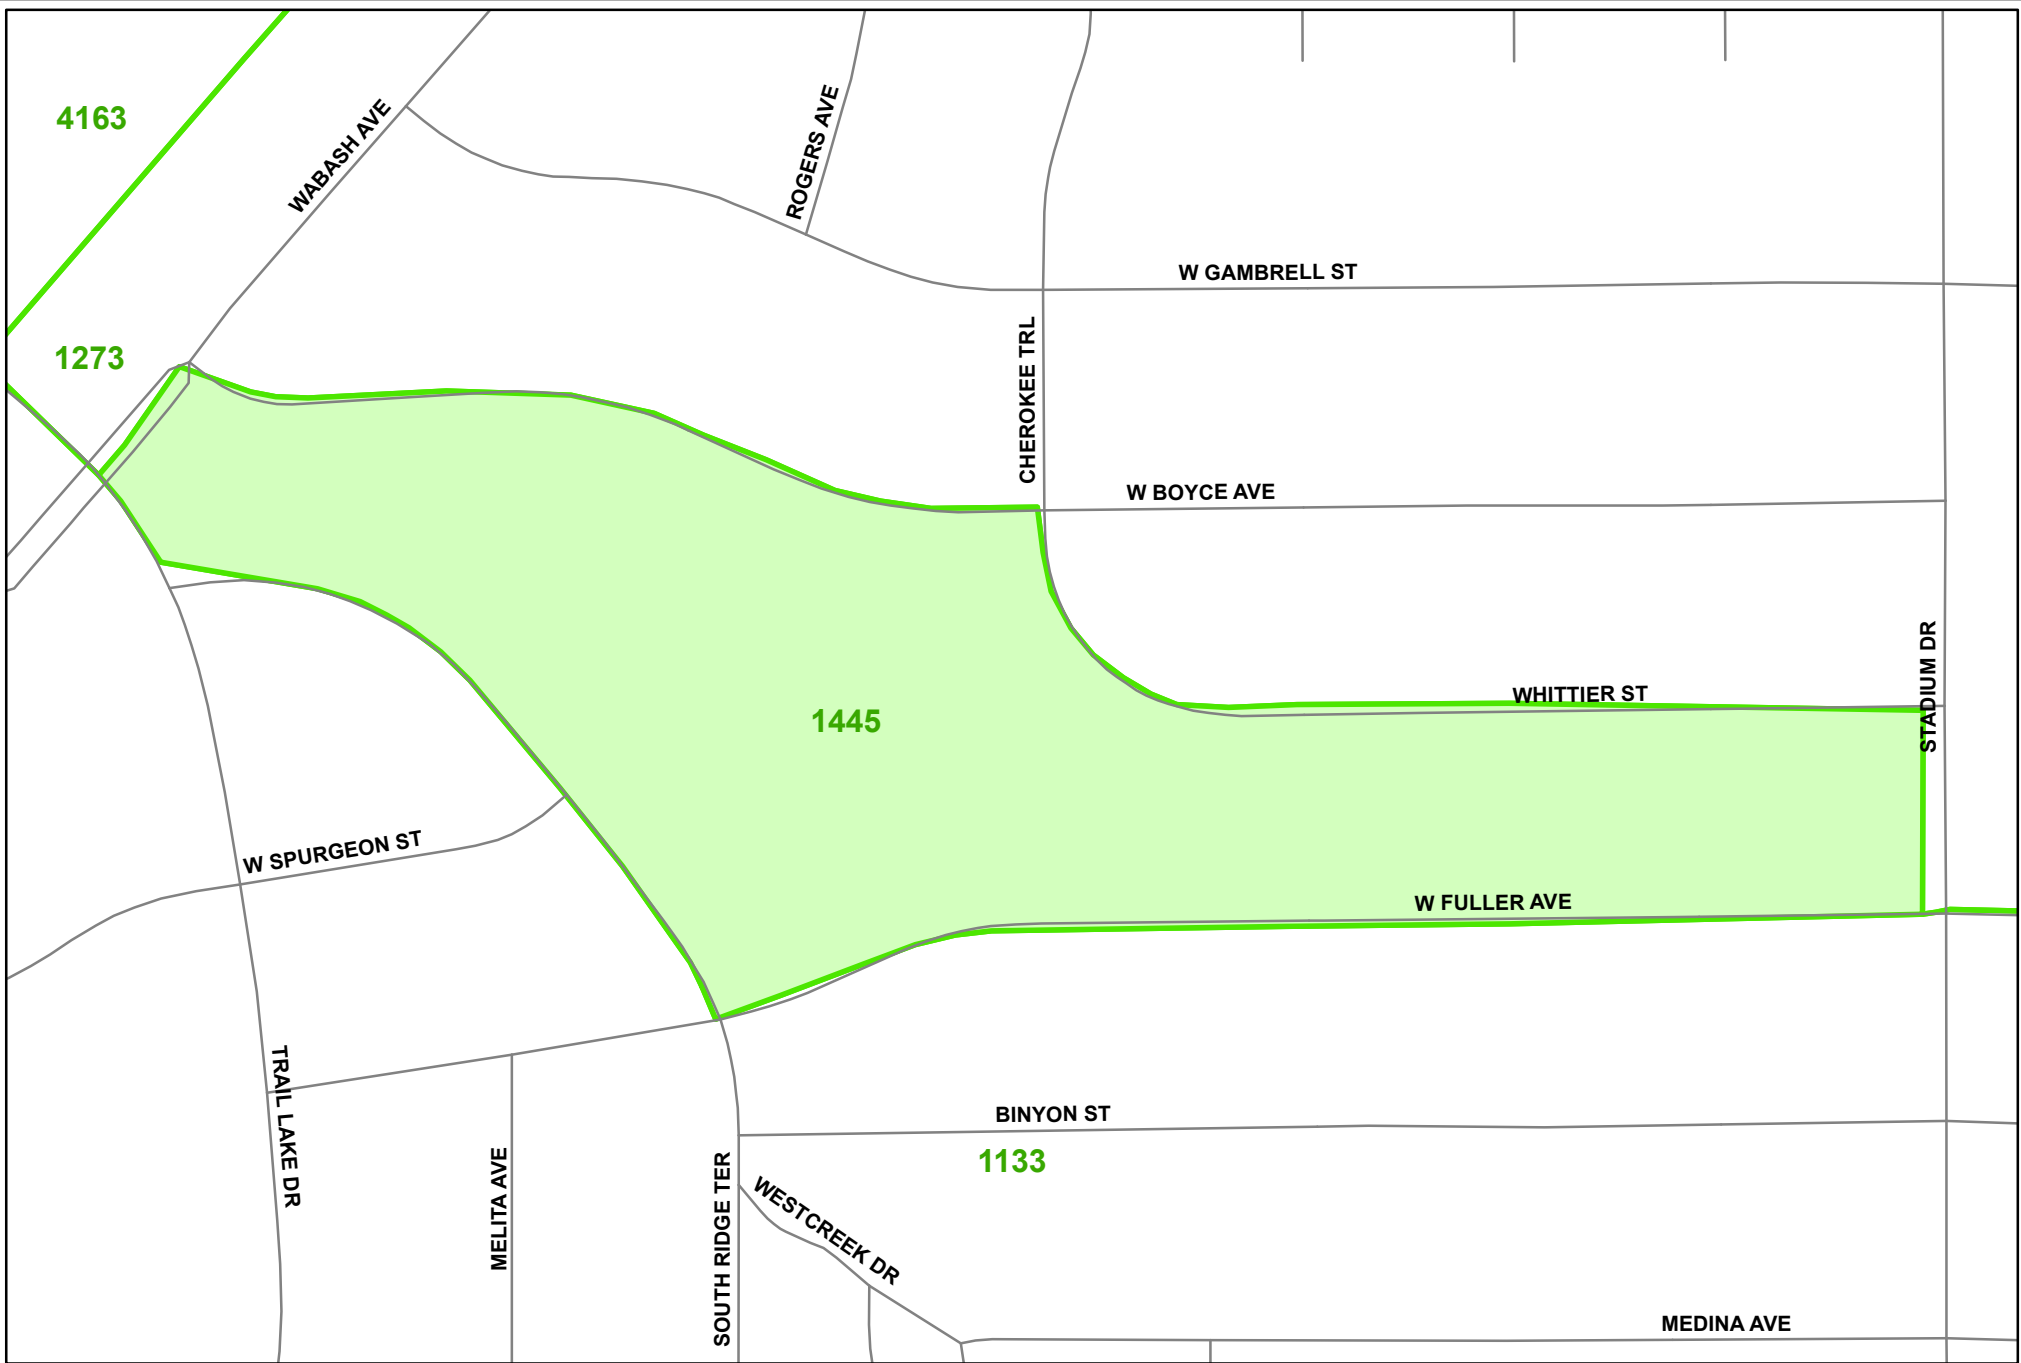 4163
WABASH AVE
ROGERS AVE
W GAMBRELL ST
1273
CHEROKEE TRL
W BOYCE AVE
WHITTIER ST
STADIUM DR
1445
W SPURGEON ST
W FULLER AVE
TRAIL LAKE DR
BINYON ST
1133
MELITA AVE
SOUTH RIDGE TER
WESTCREEK DR
MEDINA AVE